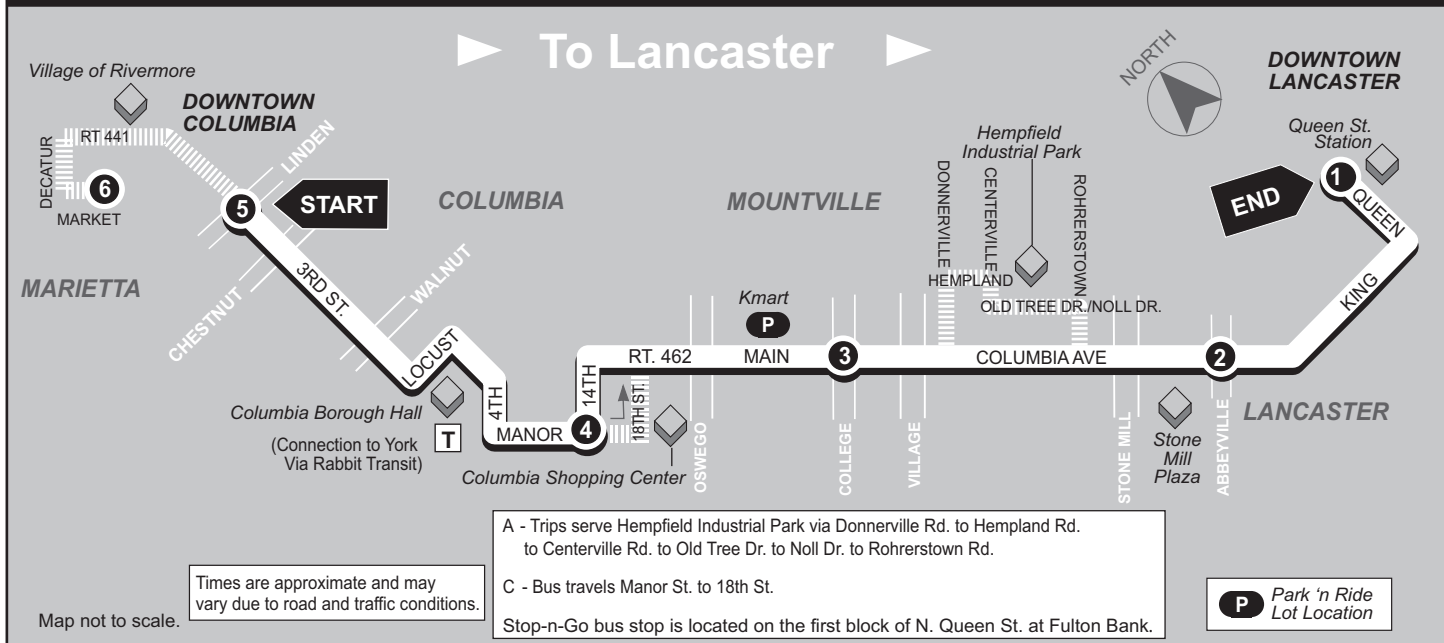 To Lancaster
NORTH
DOWNTOWN
LANCASTER
Queen St.
Station
Village of Rivermore
DOWNTOWN
COLUMBIA
RT 441
DECATUR
6
MARKET
LINDEN
5
START
COLUMBIA
MOUNTVILLE
Hempfield
Industrial Park
DONNERVILLE
CENTERVILLE
ROHRERSTOWN
HEMPLAND
OLD TREE DR./NOLL DR.
END
1
QUEEN
KING
MARIETTA
CHESTNUT
3RD ST.
WALNUT
LOCUST
4TH
MANOR
4
14TH
18TH ST.
RT. 462
Kmart
P
MAIN
3
COLUMBIA AVE
2
Columbia Borough Hall
T
(Connection to York
Via Rabbit Transit)
Columbia Shopping Center
OSWEGO
COLLEGE
VILLAGE
STONE MILL
Stone
Mill
Plaza
ABBEYVILLE
LANCASTER
A - Trips serve Hempfield Industrial Park via Donnerville Rd. to Hempland Rd.
to Centerville Rd. to Old Tree Dr. to Noll Dr. to Rohrerstown Rd.
C - Bus travels Manor St. to 18th St.
Stop-n-Go bus stop is located on the first block of N. Queen St. at Fulton Bank.
Times are approximate and may
vary due to road and traffic conditions.
Map not to scale.
P
Park ‘n Ride
Lot Location